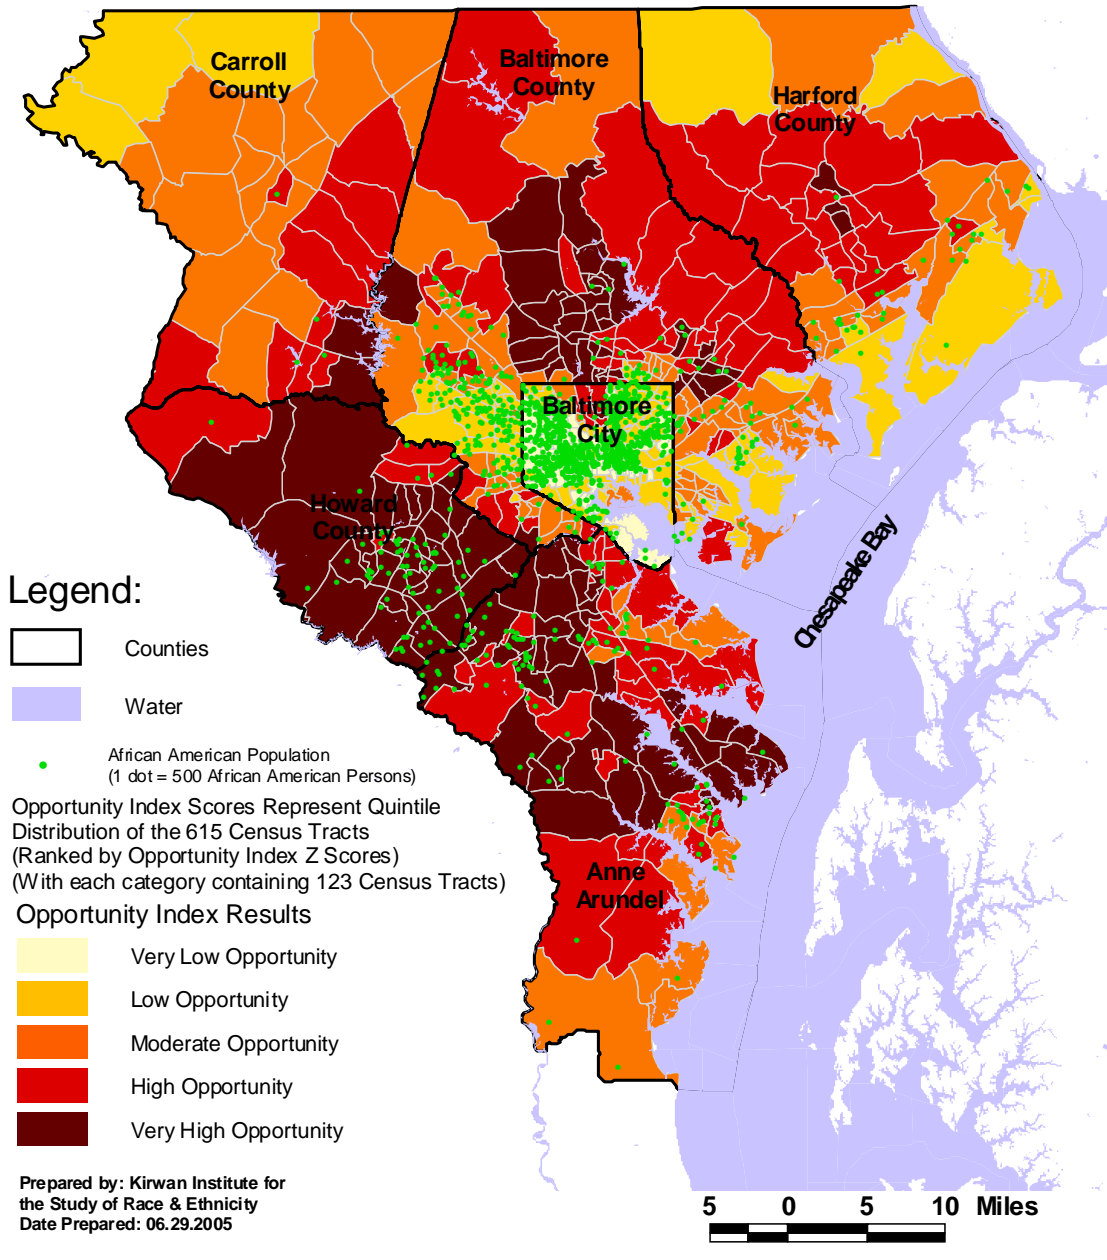 Carroll
County
Baltimore
County
Harford
County
Baltimore
City
Howard
County
Chesapeake Bay
Anne
Arundel
Legend:
Counties
Water
African American Population
(1 dot = 500 African American Persons)
Opportunity Index Scores Represent Quintile
Distribution of the 615 Census Tracts
(Ranked by Opportunity Index Z Scores)
(With each category containing 123 Census Tracts)
Opportunity Index Results
Very Low Opportunity
Low Opportunity
Moderate Opportunity
High Opportunity
Very High Opportunity
Prepared by: Kirwan Institute for
the Study of Race & Ethnicity
Date Prepared: 06.29.2005
5 0 5 10 Miles